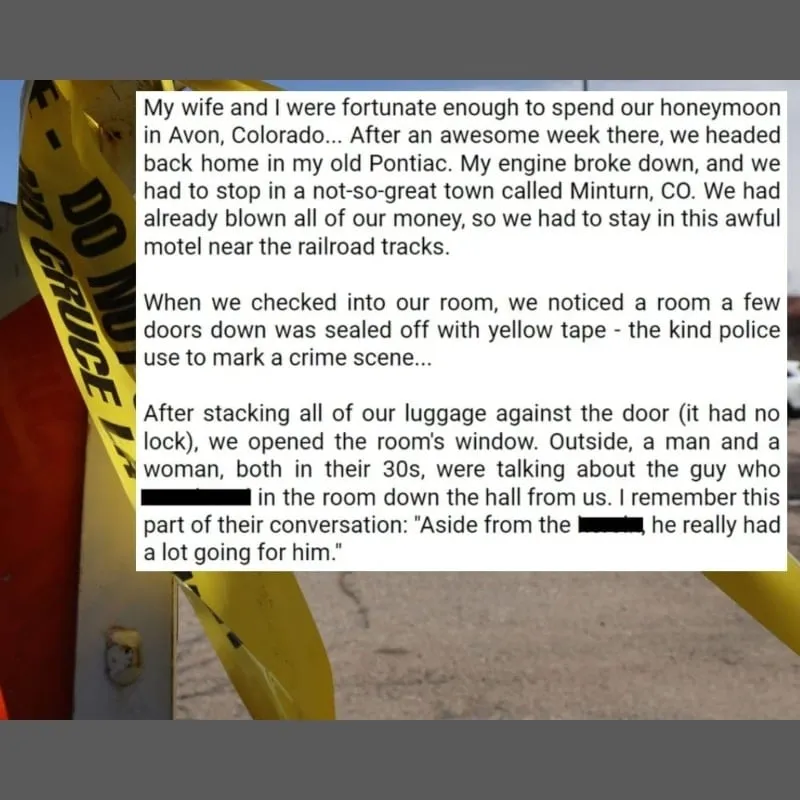 DO NOT
NO CRUCE LA
My wife and I were fortunate enough to spend our honeymoon
in Avon, Colorado... After an awesome week there, we headed
back home in my old Pontiac. My engine broke down, and we
had to stop in a not-so-great town called Minturn, CO. We had
already blown all of our money, so we had to stay in this awful
motel near the railroad tracks.
When we checked into our room, we noticed a room a few
doors down was sealed off with yellow tape - the kind police
use to mark a crime scene...
After stacking all of our luggage against the door (it had no
lock), we opened the room's window. Outside, a man and a
woman, both in their 30s, were talking about the guy who
in the room down the hall from us. I remember this
part of their conversation: "Aside from the , he really had
a lot going for him."